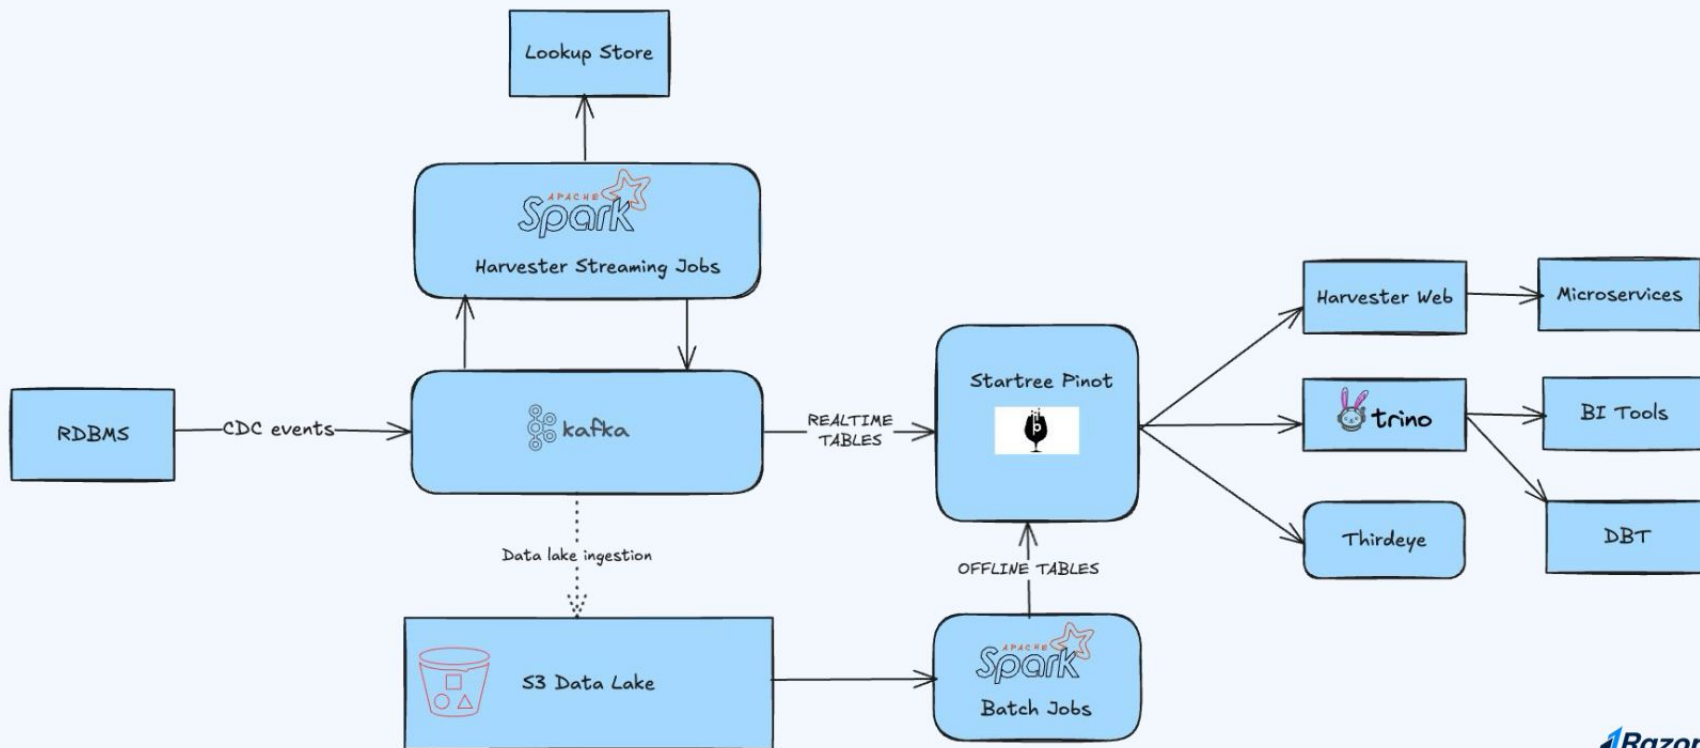 Lookup Store
APACHE
Spark
Harvester Streaming Jobs
Harvester Web
Microservices
Startree Pinot
RDBMS
CDC events
kafka
REALTIME
TABLES
trino
BI Tools
Data lake ingestion
OFFLINE TABLES
Thirdeye
DBT
S3 Data Lake
APACHE
Spark
Batch Jobs